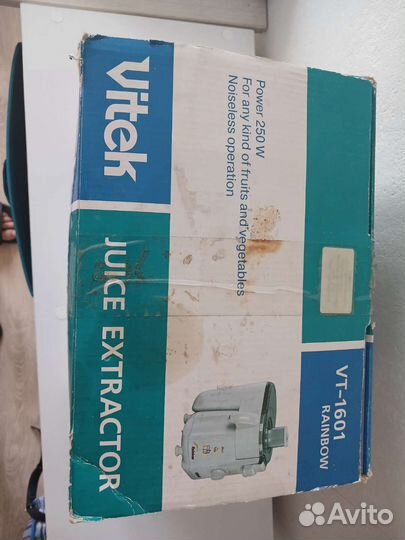 Vitek
JUICE EXTRACTOR
Power 250 W
For any kind of fruits and vegetables
Noiseless operation
VT-1601
RAINBOW
Avito